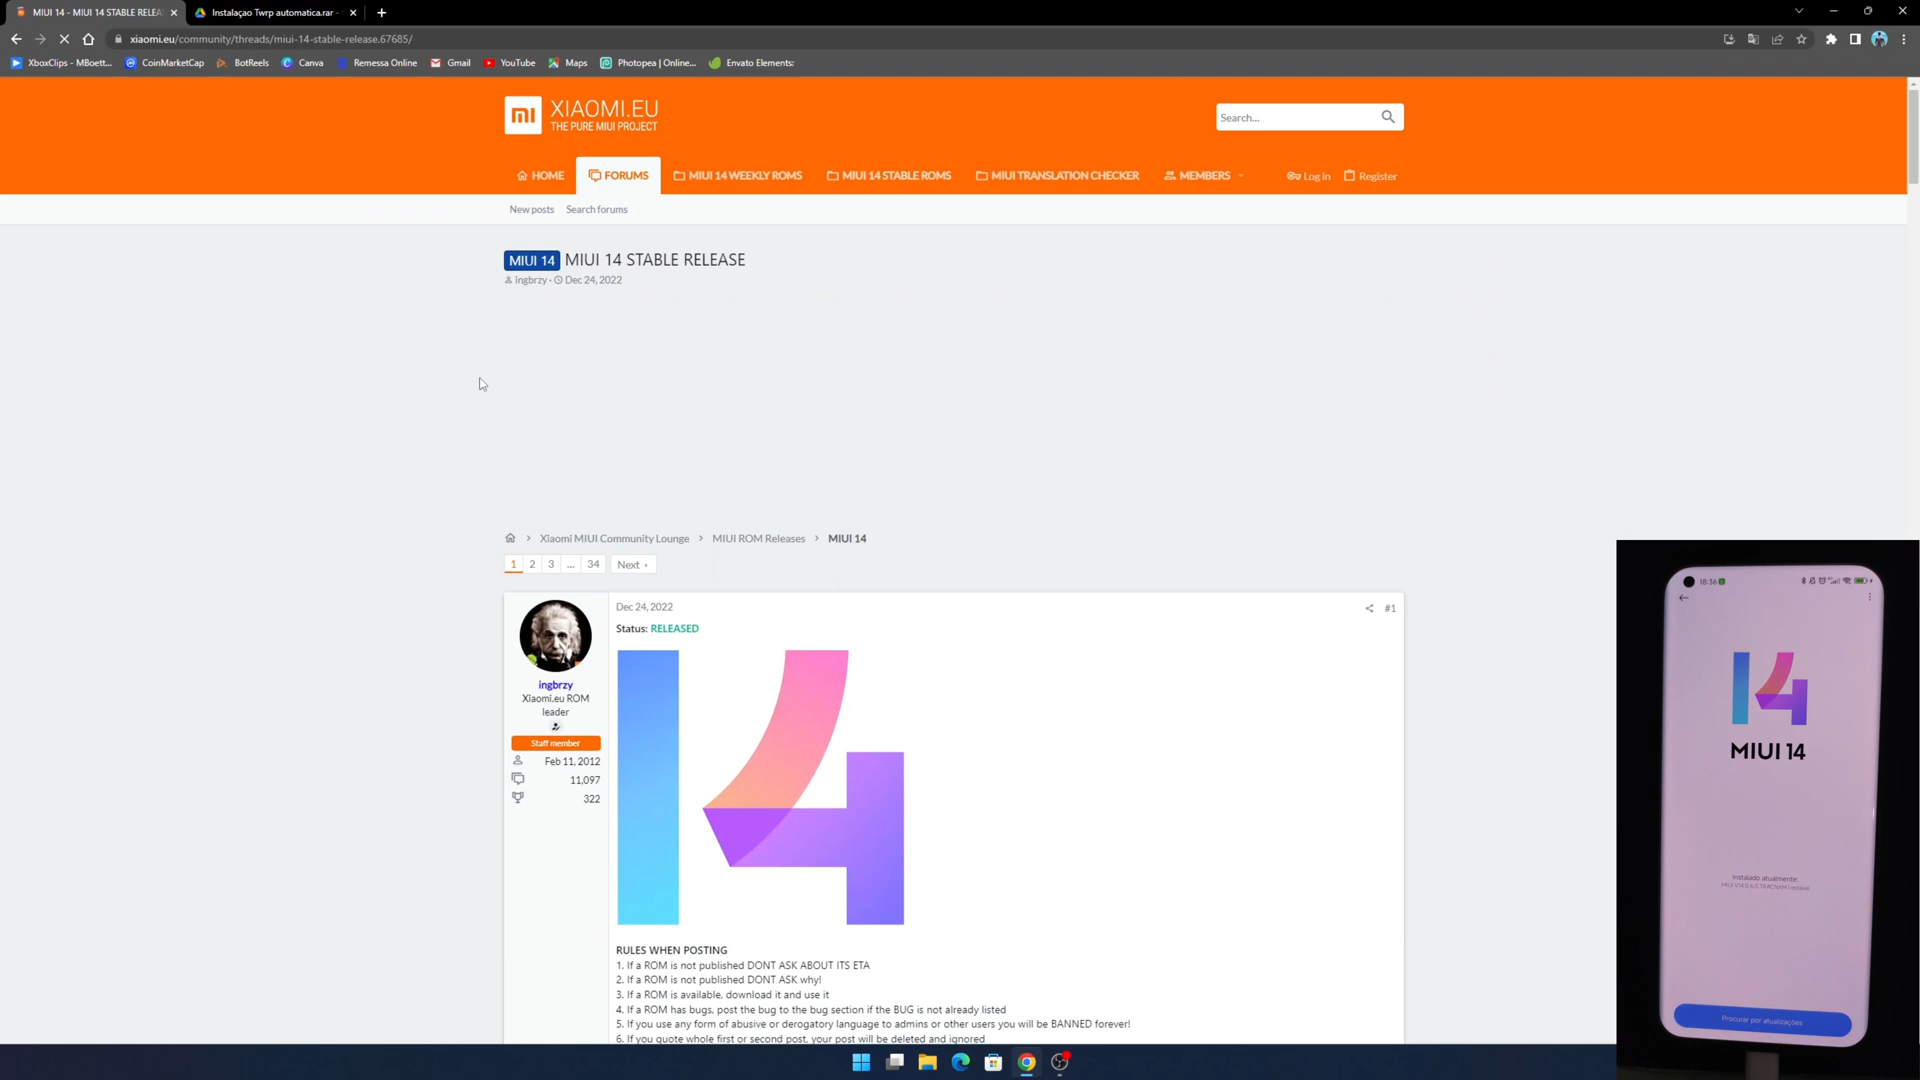 MIUI 14 - MIUI 14 STABLE RELEA
Instalaçao Twrp automatica.rar -
xiaomi.eu/community/threads/miui-14-stable-release.67685/
XboxClips - MBoett...
CoinMarketCap
BotReels
Canva
Remessa Online
Gmail
YouTube
Maps
Photopea | Online...
Envato Elements:
XIAOMI.EU
THE PURE MIUI PROJECT
Search...
HOME
FORUMS
MIUI 14 WEEKLY ROMS
MIUI 14 STABLE ROMS
MIUI TRANSLATION CHECKER
MEMBERS
Log in
Register
New posts
Search forums
MIUI 14 MIUI 14 STABLE RELEASE
ingbrzy · Dec 24, 2022
Xiaomi MIUI Community Lounge
MIUI ROM Releases
MIUI 14
1 2 3 ... 34 Next
Dec 24, 2022
#1
Status: RELEASED
ingbrzy
Xiaomi.eu ROM
leader
Staff member
Feb 11, 2012
11,097
322
14
RULES WHEN POSTING
1. If a ROM is not published DONT ASK ABOUT ITS ETA
2. If a ROM is not published DONT ASK why!
3. If a ROM is available, download it and use it
4. If a ROM has bugs, post the bug to the bug section if the BUG is not already listed
5. If you use any form of abusive or derogatory language to admins or other users you will be BANNED forever!
6. If you quote whole first or second post, your post will be deleted and ignored
18:36
14
MIUI 14
Instalado atualmente:
Procurar por atualizações